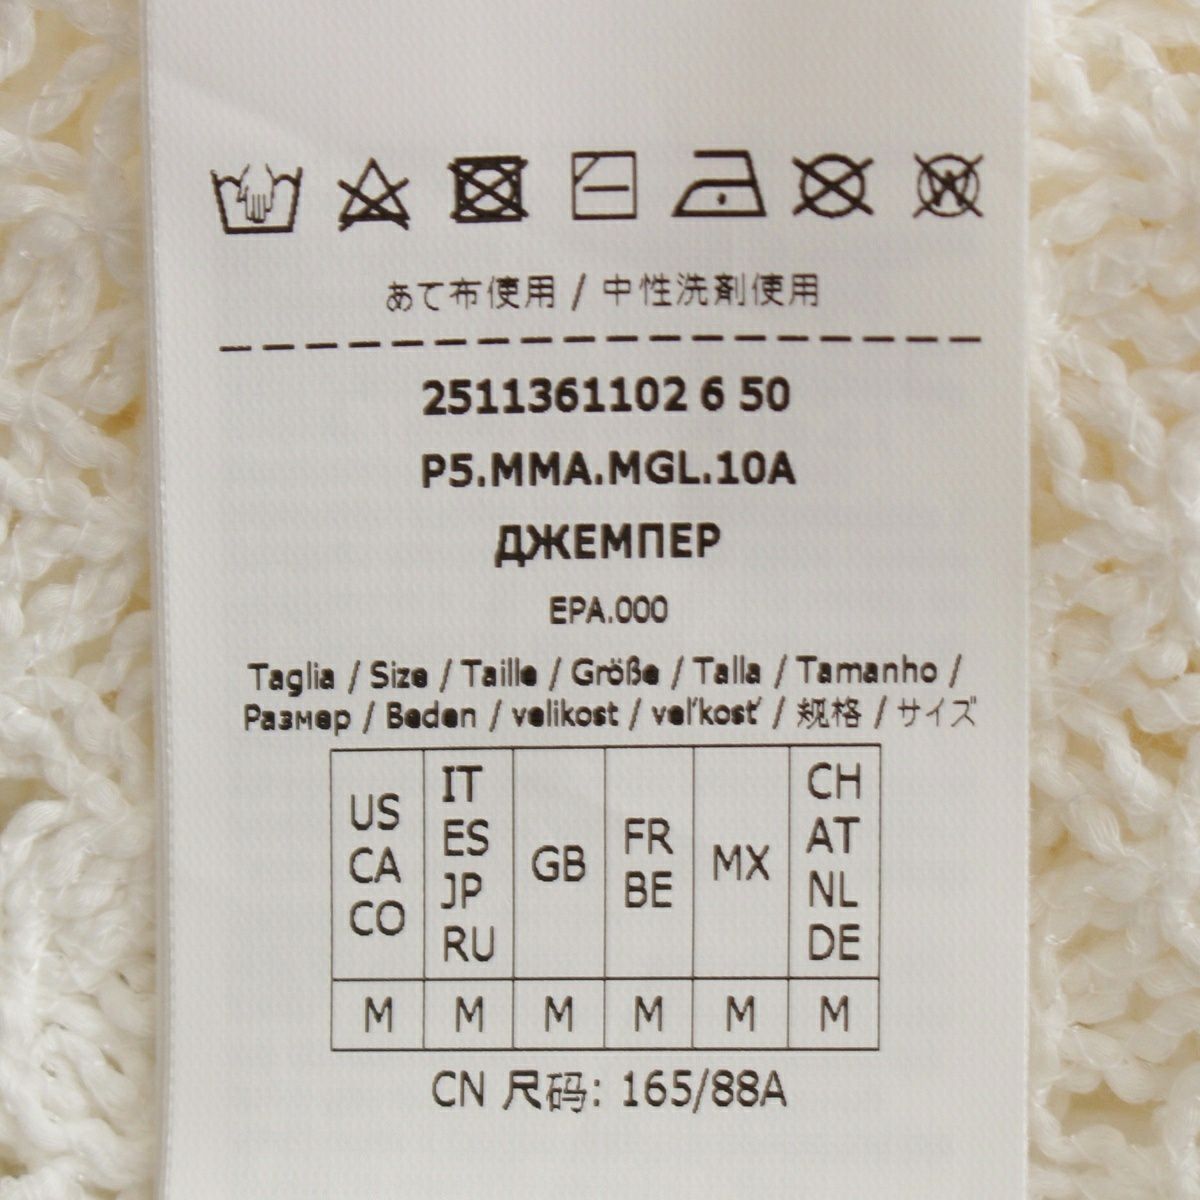 あて布使用 / 中性洗剤使用
2511361102 6 50
P5.MMA.MGL.10A
ДЖЕМПЕР
EPA.000
Taglia / Size / Taille / Größe / Talla / Tamanho /
Размер / Beden / velikost / veľkosť / 规格 / サイズ
US CA CO IT ES JP RU GB FR BE MX CH AT NL DE
M M M M M M
CN 尺码: 165/88A